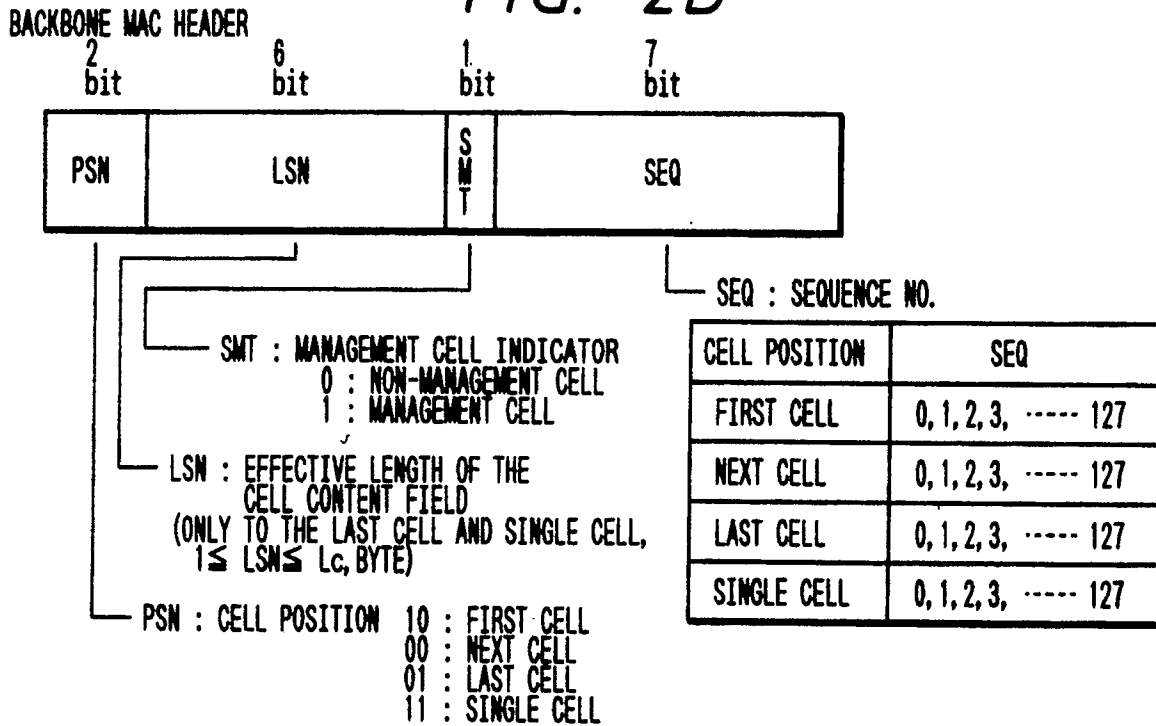 FIG. 2D
BACKBONE MAC HEADER
2 bit
6 bit
1 bit
7 bit
PSN
LSN
SMT
SEQ
SEQ : SEQUENCE NO.
CELL POSITION SEQ
FIRST CELL 0, 1, 2, 3, ----- 127
NEXT CELL 0, 1, 2, 3, ----- 127
LAST CELL 0, 1, 2, 3, ----- 127
SINGLE CELL 0, 1, 2, 3, ----- 127
SMT : MANAGEMENT CELL INDICATOR
0 : NON-MANAGEMENT CELL
1 : MANAGEMENT CELL
LSN : EFFECTIVE LENGTH OF THE
CELL CONTENT FIELD
(ONLY TO THE LAST CELL AND SINGLE CELL,
1≦ LSN≦ Lc, BYTE)
PSN : CELL POSITION 10 : FIRST CELL
00 : NEXT CELL
01 : LAST CELL
11 : SINGLE CELL